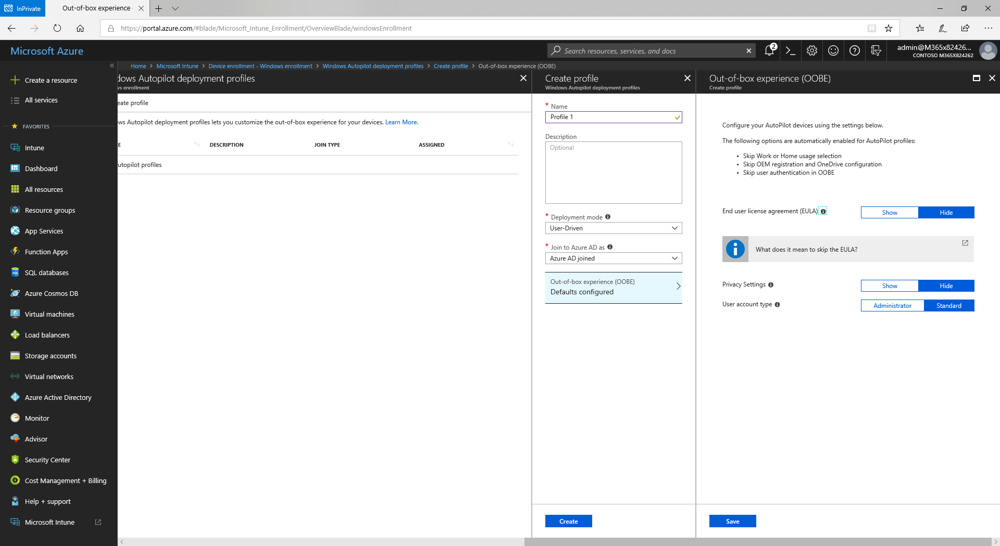 InPrivate
Out-of-box experience
https://portal.azure.com/#blade/Microsoft_Intune_Enrollment/OverviewBlade/windowsEnrollment
Microsoft Azure
Search resources, services, and docs
2
admin@M365x82426...
CONTOSO M365X824262
Home > Microsoft Intune > Device enrollment - Windows enrollment > Windows Autopilot deployment profiles > Create profile > Out-of-box experience (OOBE)
Create a resource
All services
FAVORITES
Intune
Dashboard
All resources
Resource groups
App Services
Function Apps
SQL databases
Azure Cosmos DB
Virtual machines
Load balancers
Storage accounts
Virtual networks
Azure Active Directory
Monitor
Advisor
Security Center
Cost Management + Billing
Help + support
Microsoft Intune
dows Autopilot deployment profiles
ws enrollment
eate profile
ws Autopilot deployment profiles lets you customize the out-of-box experience for your devices. Learn More.
E DESCRIPTION JOIN TYPE ASSIGNED
utopilot profiles
Create profile
Windows Autopilot deployment profiles
* Name
Profile 1
Description
Optional
* Deployment mode
User-Driven
* Join to Azure AD as
Azure AD joined
Out-of-box experience (OOBE)
Defaults configured
Create
Out-of-box experience (OOBE)
Create profile
Configure your AutoPilot devices using the settings below.
The following options are automatically enabled for AutoPilot profiles:
• Skip Work or Home usage selection
• Skip OEM registration and OneDrive configuration
• Skip user authentication in OOBE
End user license agreement (EULA) Show Hide
What does it mean to skip the EULA?
Privacy Settings Show Hide
User account type Administrator Standard
Save